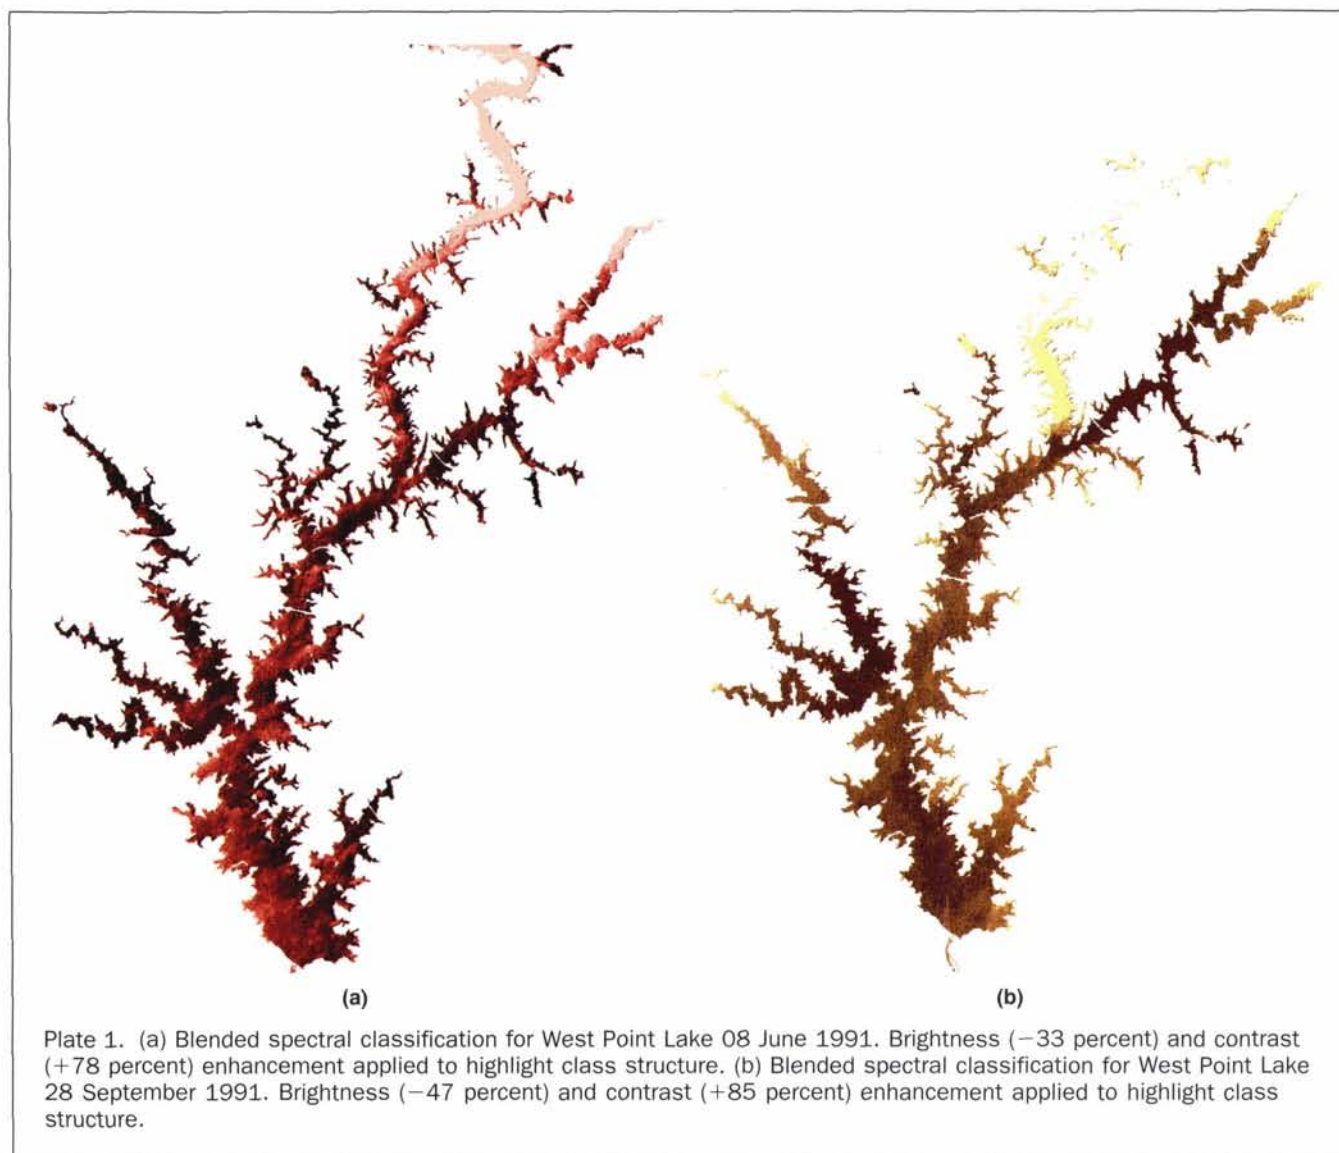 (a)
(b)
Plate 1. (a) Blended spectral classification for West Point Lake 08 June 1991. Brightness (−33 percent) and contrast
(+78 percent) enhancement applied to highlight class structure. (b) Blended spectral classification for West Point Lake
28 September 1991. Brightness (−47 percent) and contrast (+85 percent) enhancement applied to highlight class
structure.